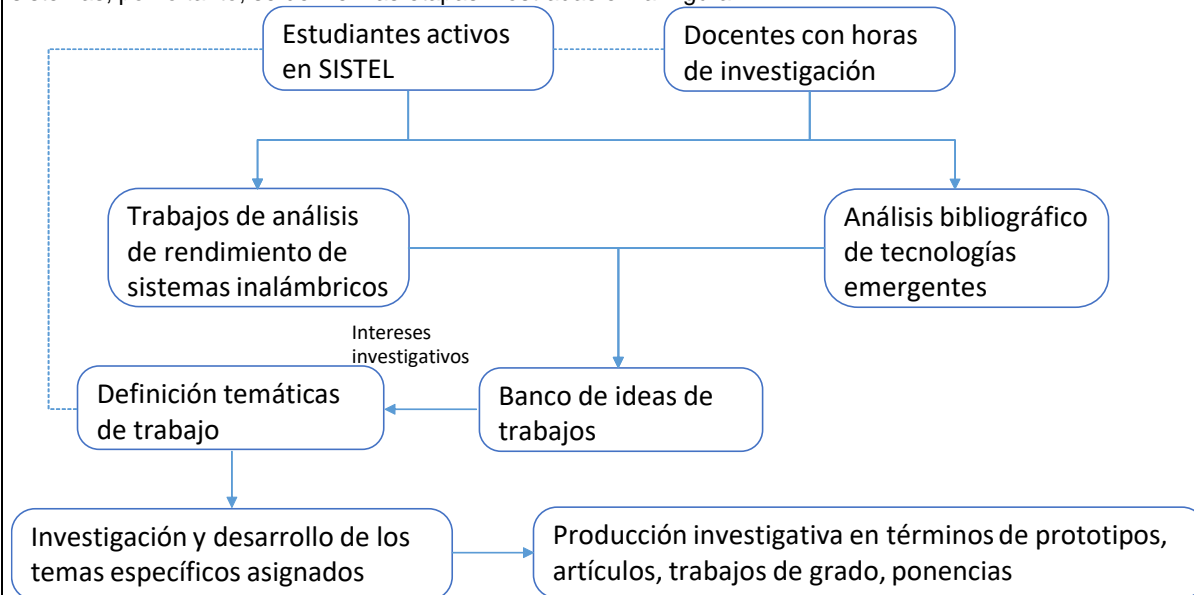 Estudiantes activos
en SISTEL
Docentes con horas
de investigación
Trabajos de análisis
de rendimiento de
sistemas inalámbricos
Análisis bibliográfico
de tecnologías
emergentes
Intereses
investigativos
Definición temáticas
de trabajo
Banco de ideas de
trabajos
Investigación y desarrollo de los
temas específicos asignados
Producción investigativa en términos de prototipos,
artículos, trabajos de grado, ponencias